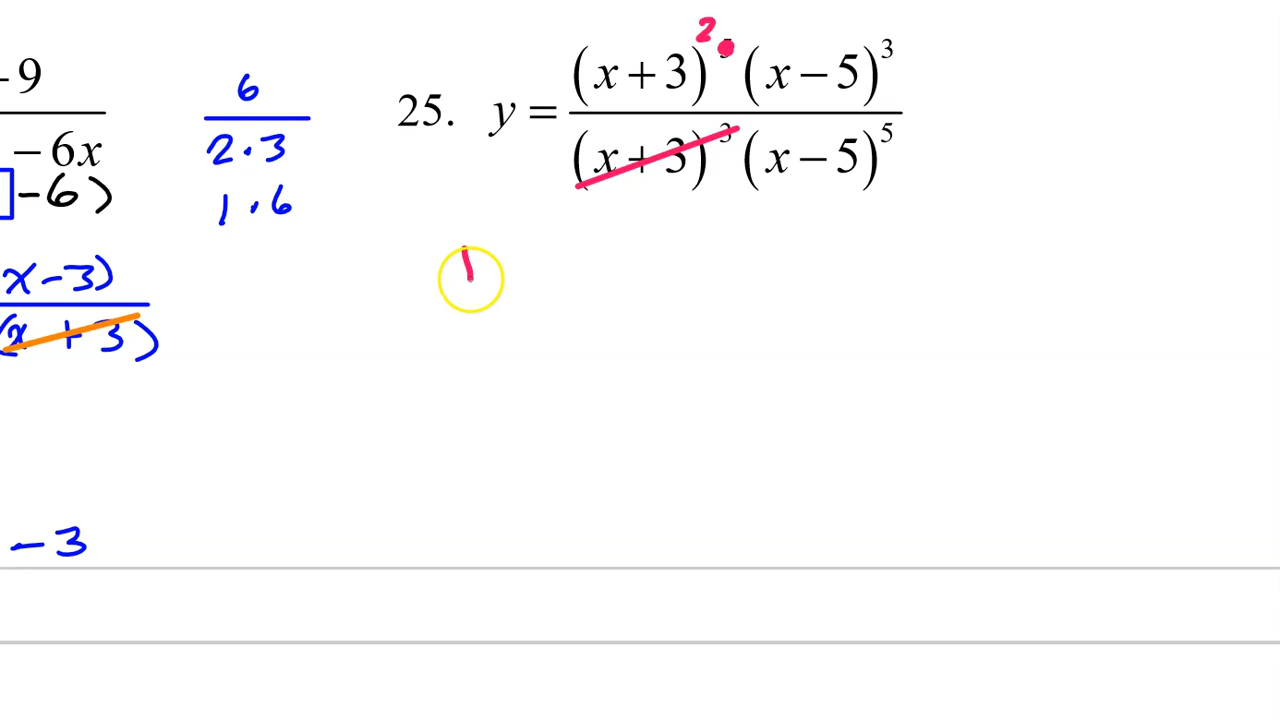 - 9
- 6x
-6)
x - 3)
(x + 3)
- 3
6
2 · 3
1 · 6
25. y = 2 (x + 3) (x - 5)^3
(x + 3)^3 (x - 5)^5